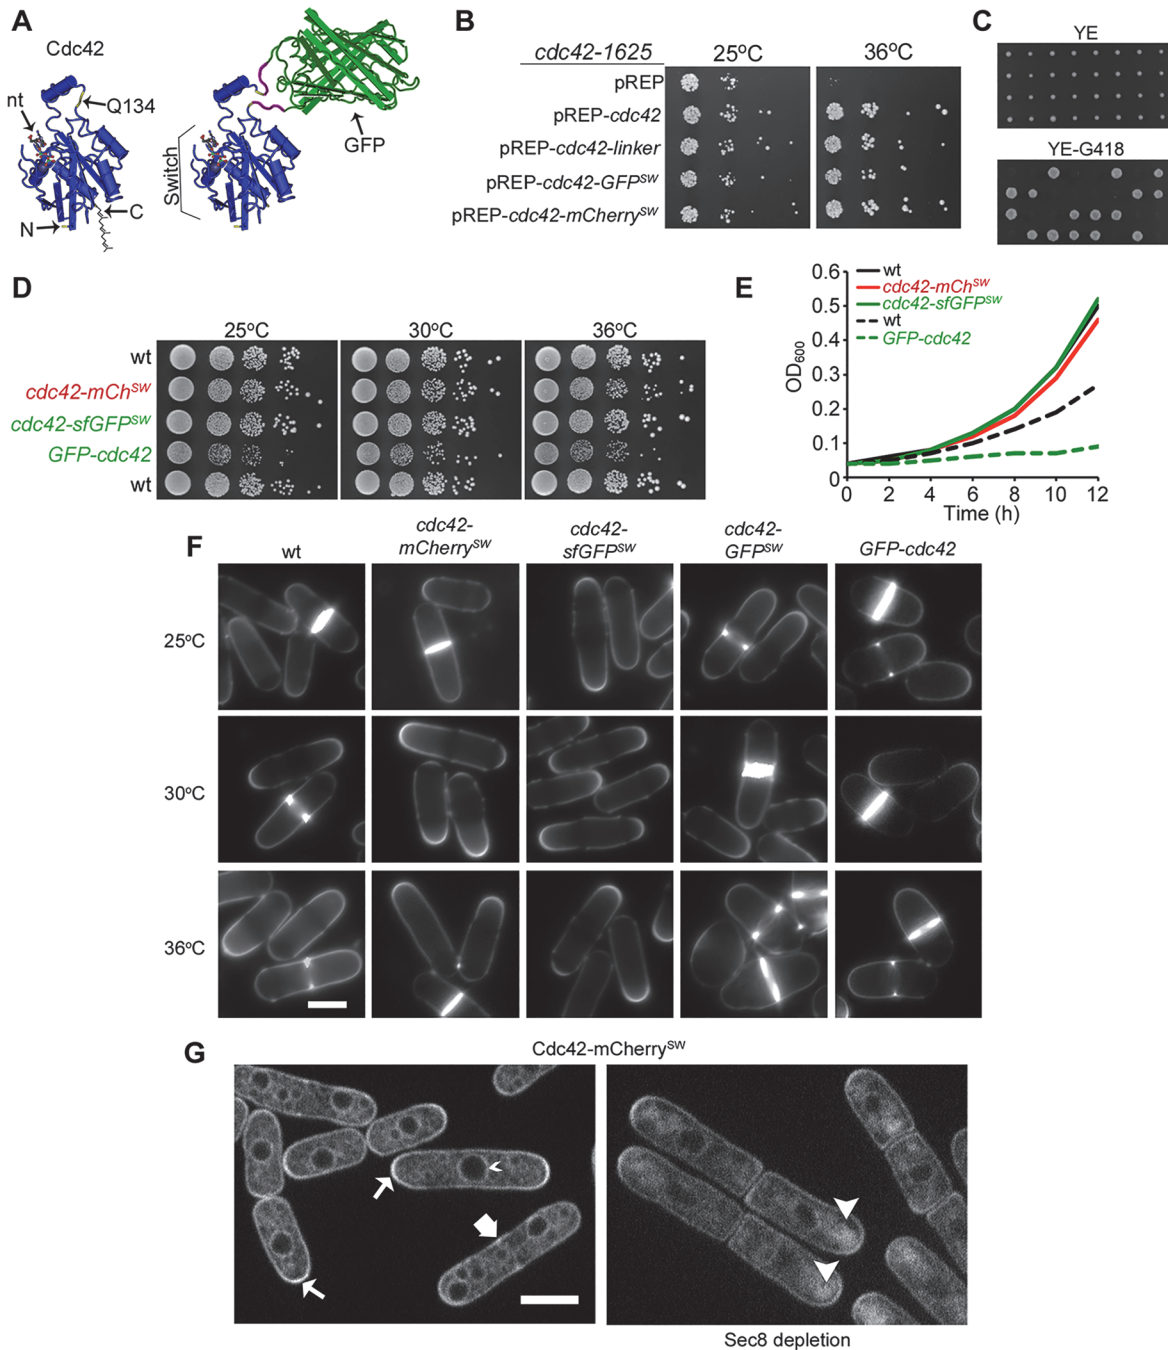 A
Cdc42
nt
Q134
Switch
GFP
N
C
B
cdc42-1625
25ºC
36ºC
pREP
pREP-cdc42
pREP-cdc42-linker
pREP-cdc42-GFPSW
pREP-cdc42-mCherrySW
C
YE
YE-G418
D
25ºC
30ºC
36ºC
wt
cdc42-mChSW
cdc42-sfGFPSW
GFP-cdc42
wt
E
wt
cdc42-mChSW
cdc42-sfGFPSW
wt
GFP-cdc42
OD600
0.6
0.5
0.4
0.3
0.2
0.1
0
0 2 4 6 8 10 12
Time (h)
F
wt
cdc42-
mCherrySW
cdc42-
sfGFPSW
cdc42-
GFPSW
GFP-cdc42
25ºC
30ºC
36ºC
G
Cdc42-mCherrySW
Sec8 depletion